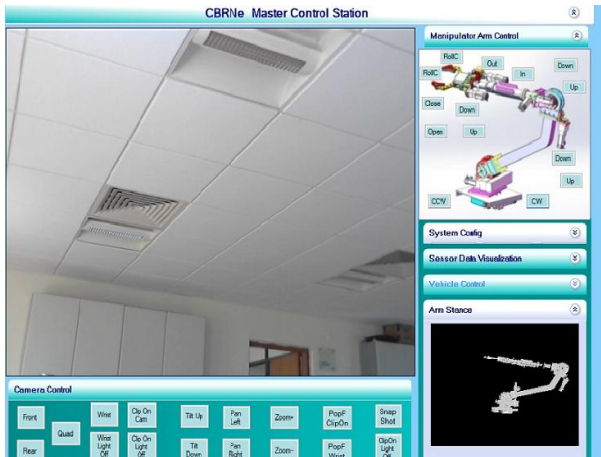 CBRNe Master Control Station
Manipulator Arm Control
RollC
Out
Down
RollC
In
Up
Close
Down
Open
Up
Down
Up
CCW
CW
System Config
Sensor Data Visualization
Vehicle Control
Arm Stance
Camera Control
Front
Quad
Wrist
Clip On Cam
Tilt Up
Pan Left
Zoom+
PopF ClipOn
Snap Shot
Rear
Wrist Light Off
Clip On Light Off
Tilt Down
Pan Right
Zoom-
PopF Wrist
ClipOn Light Off